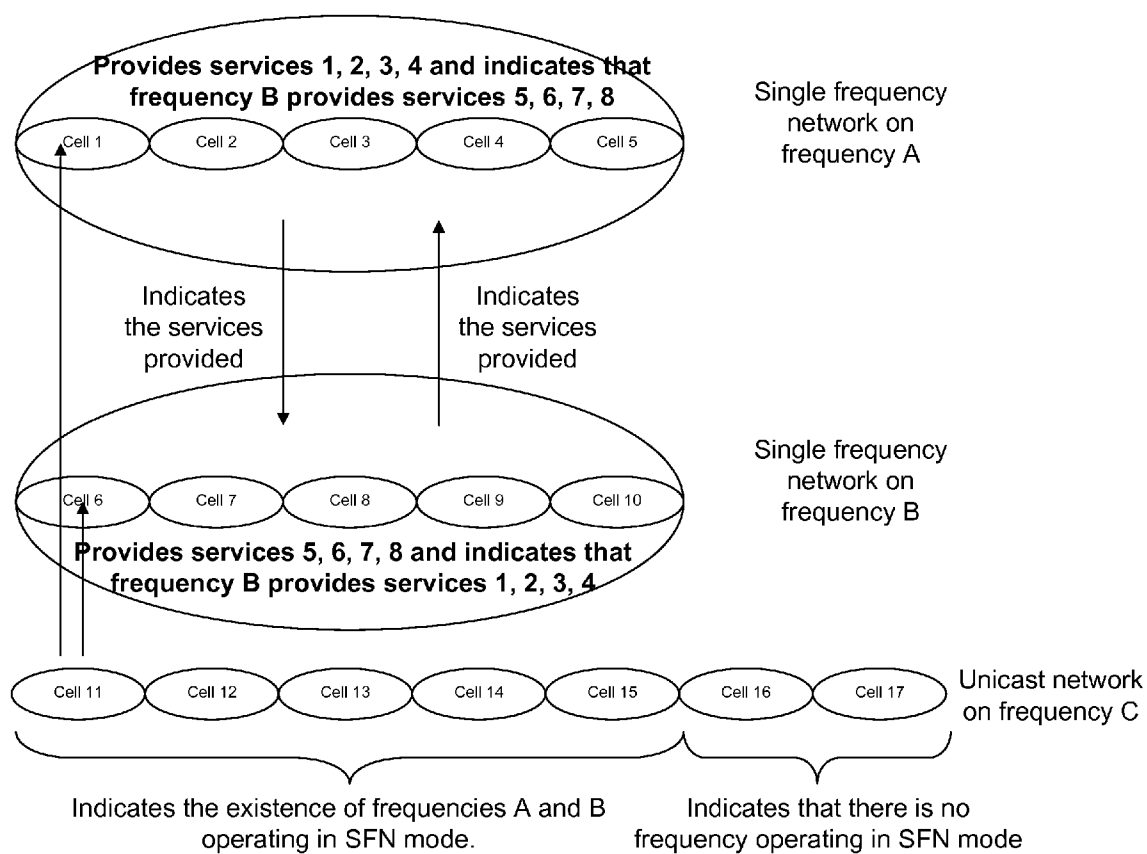 Provides services 1, 2, 3, 4 and indicates that
frequency B provides services 5, 6, 7, 8
Single frequency
network on
frequency A
Cell 1
Cell 2
Cell 3
Cell 4
Cell 5
Indicates
the services
provided
Indicates
the services
provided
Single frequency
network on
frequency B
Cell 6
Cell 7
Cell 8
Cell 9
Cell 10
Provides services 5, 6, 7, 8 and indicates that
frequency B provides services 1, 2, 3, 4
Cell 11
Cell 12
Cell 13
Cell 14
Cell 15
Cell 16
Cell 17
Unicast network
on frequency C
Indicates the existence of frequencies A and B
operating in SFN mode.
Indicates that there is no
frequency operating in SFN mode